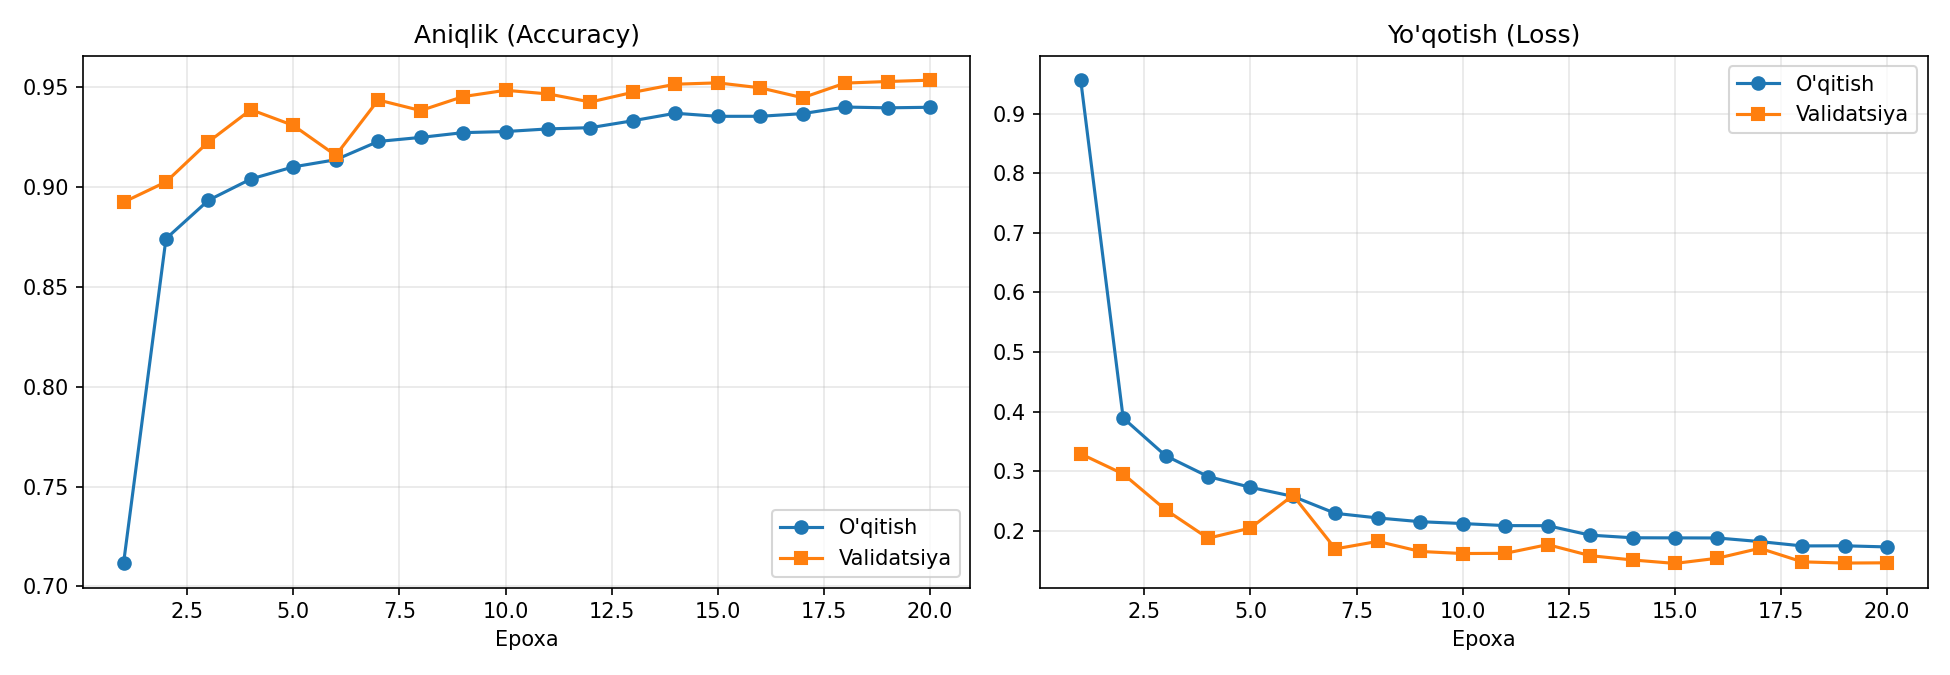 Aniqlik (Accuracy)
0.95
0.90
0.85
0.80
0.75
0.70
O'qitish
Validatsiya
2.5 5.0 7.5 10.0 12.5 15.0 17.5 20.0
Epoxa
Yo'qotish (Loss)
0.9
0.8
0.7
0.6
0.5
0.4
0.3
0.2
O'qitish
Validatsiya
2.5 5.0 7.5 10.0 12.5 15.0 17.5 20.0
Epoxa